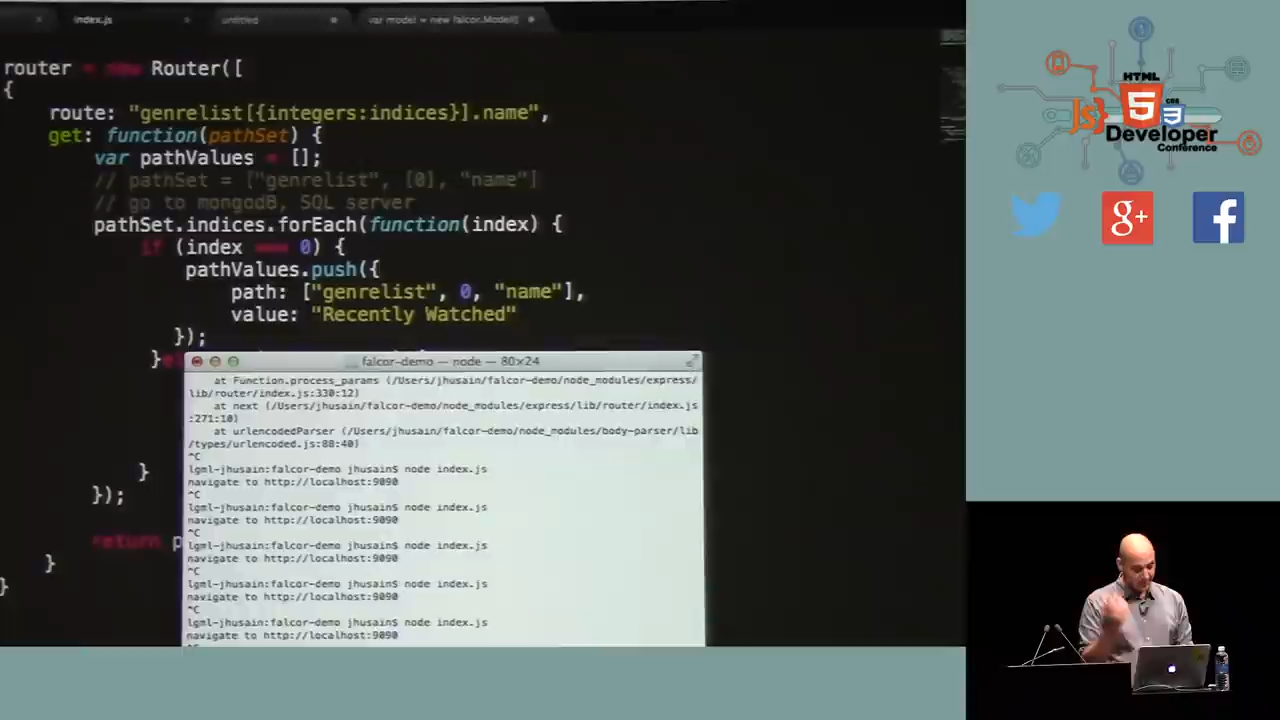 index.js
untitled
var model = new falcor.Model(
router = new Router([
{
route: "genrelist[{integers:indices}].name",
get: function(pathSet) {
var pathValues = [];
// pathSet = ["genrelist", [0], "name"]
// go to mongodB, SQL server
pathSet.indices.forEach(function(index) {
if (index === 0) {
pathValues.push({
path: ["genrelist", 0, "name"],
value: "Recently Watched"
});
}
}
});
return p
}
}
falcor-demo — node — 80×24
at Function.process_params (/Users/jhusain/falcor-demo/node_modules/express/
lib/router/index.js:330:12)
at next (/Users/jhusain/falcor-demo/node_modules/express/lib/router/index.js
:271:10)
at urlencodedParser (/Users/jhusain/falcor-demo/node_modules/body-parser/lib
/types/urlencoded.js:88:40)
^C
lgml-jhusain:falcor-demo jhusain$ node index.js
navigate to http://localhost:9090
^C
lgml-jhusain:falcor-demo jhusain$ node index.js
navigate to http://localhost:9090
^C
lgml-jhusain:falcor-demo jhusain$ node index.js
navigate to http://localhost:9090
^C
lgml-jhusain:falcor-demo jhusain$ node index.js
navigate to http://localhost:9090
^C
lgml-jhusain:falcor-demo jhusain$ node index.js
navigate to http://localhost:9090
HTML
5
CSS
3
JS}
Developer
Conference
g+
f